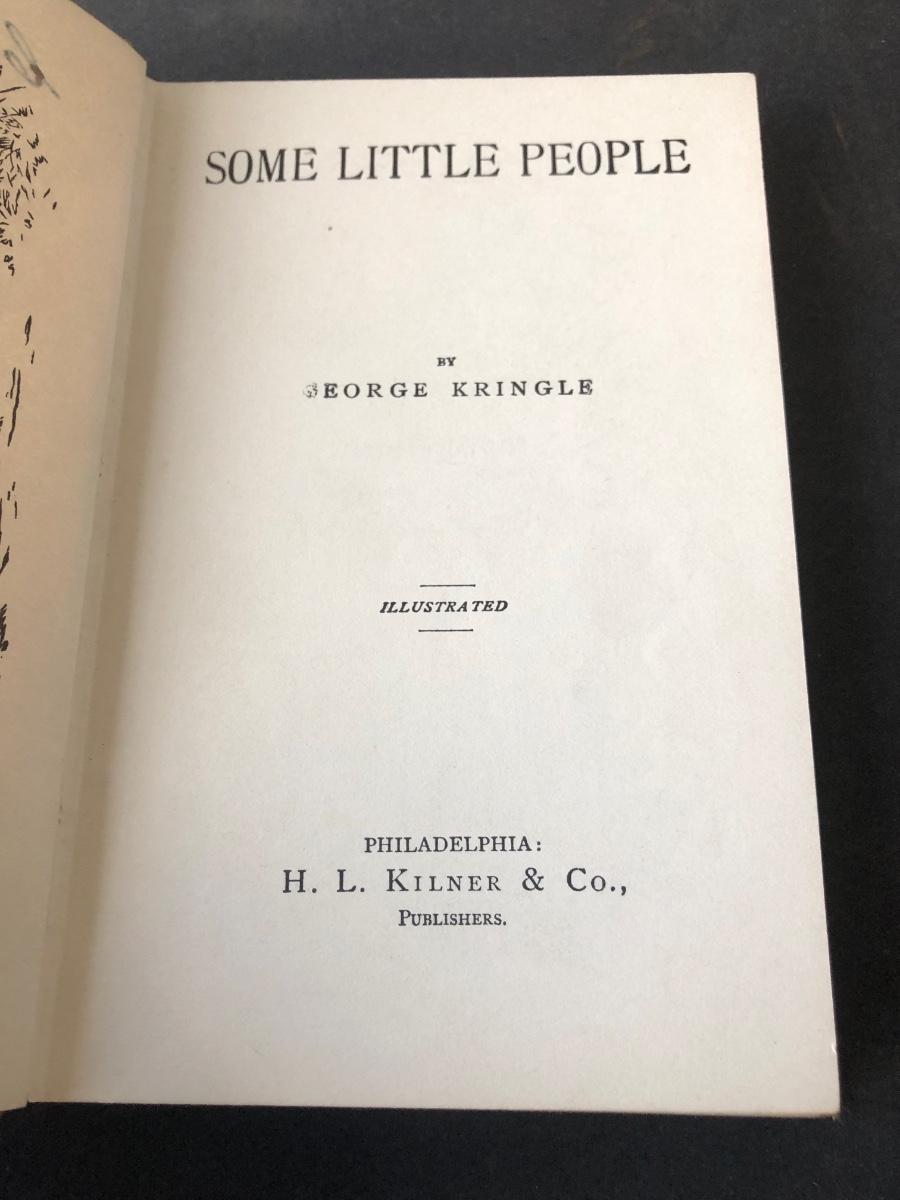 SOME LITTLE PEOPLE
BY
GEORGE KRINGLE
ILLUSTRATED
PHILADELPHIA:
H. L. KILNER & CO.,
PUBLISHERS.